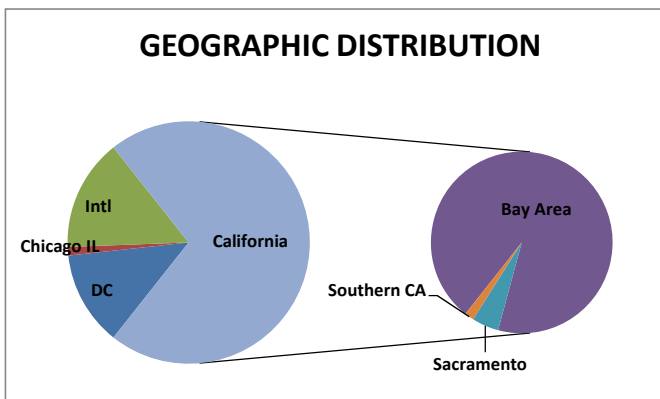 GEOGRAPHIC DISTRIBUTION
Intl
Chicago IL
DC
California
Bay Area
Southern CA
Sacramento